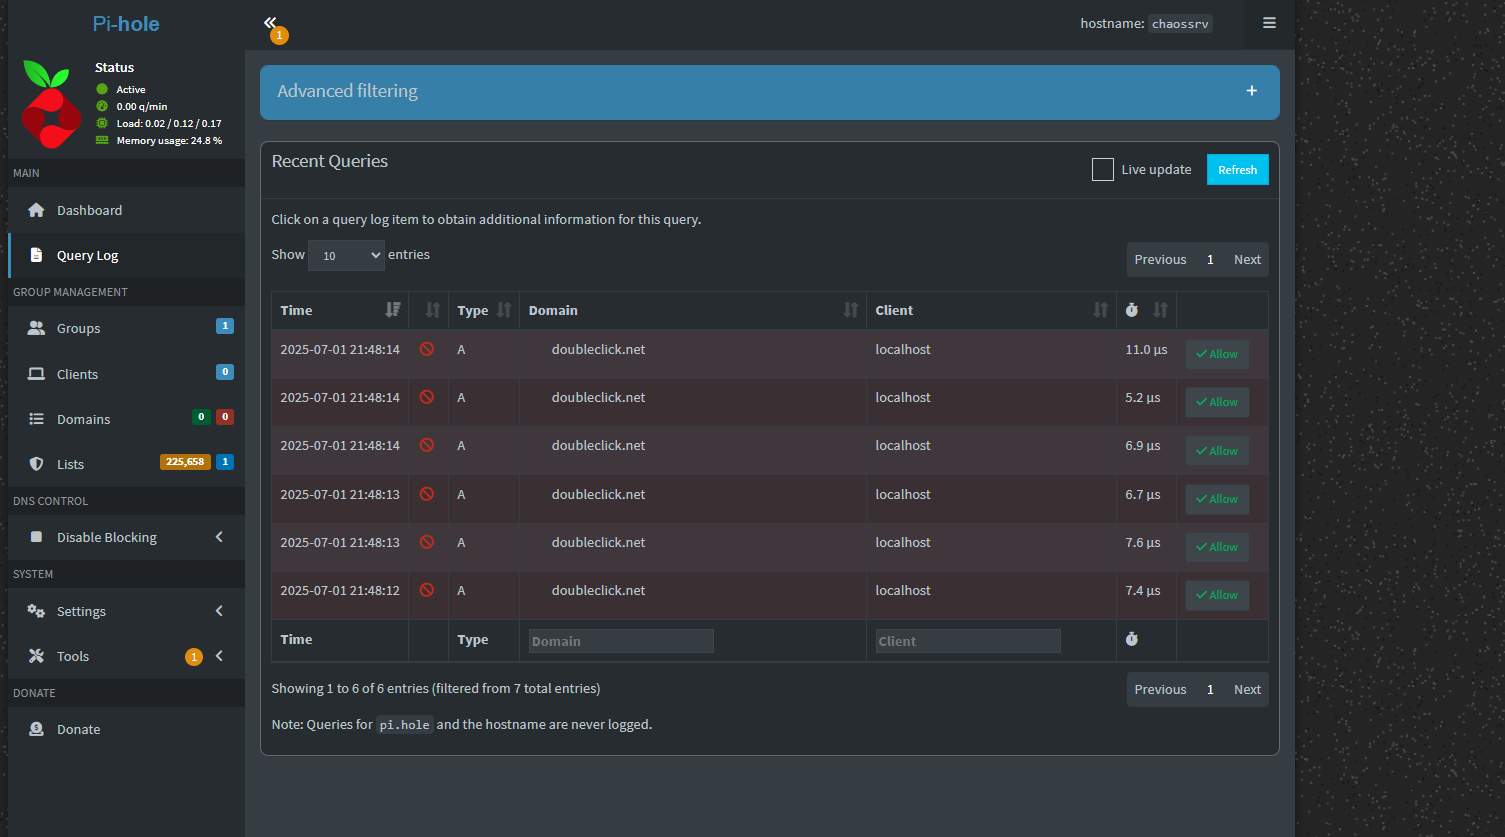 Pi-hole
1
hostname: chaossrv
Status
Active
0.00 q/min
Load: 0.02 / 0.12 / 0.17
Memory usage: 24.8 %
MAIN
Dashboard
Query Log
GROUP MANAGEMENT
Groups 1
Clients 0
Domains 0 0
Lists 225,658 1
DNS CONTROL
Disable Blocking
SYSTEM
Settings
Tools 1
DONATE
Donate
Advanced filtering
Recent Queries
Live update Refresh
Click on a query log item to obtain additional information for this query.
Show 10 entries
Previous 1 Next
Time Type Domain Client
2025-07-01 21:48:14 A doubleclick.net localhost 11.0 µs Allow
2025-07-01 21:48:14 A doubleclick.net localhost 5.2 µs Allow
2025-07-01 21:48:14 A doubleclick.net localhost 6.9 µs Allow
2025-07-01 21:48:13 A doubleclick.net localhost 6.7 µs Allow
2025-07-01 21:48:13 A doubleclick.net localhost 7.6 µs Allow
2025-07-01 21:48:12 A doubleclick.net localhost 7.4 µs Allow
Time Type Domain Client
Showing 1 to 6 of 6 entries (filtered from 7 total entries)
Previous 1 Next
Note: Queries for pi.hole and the hostname are never logged.